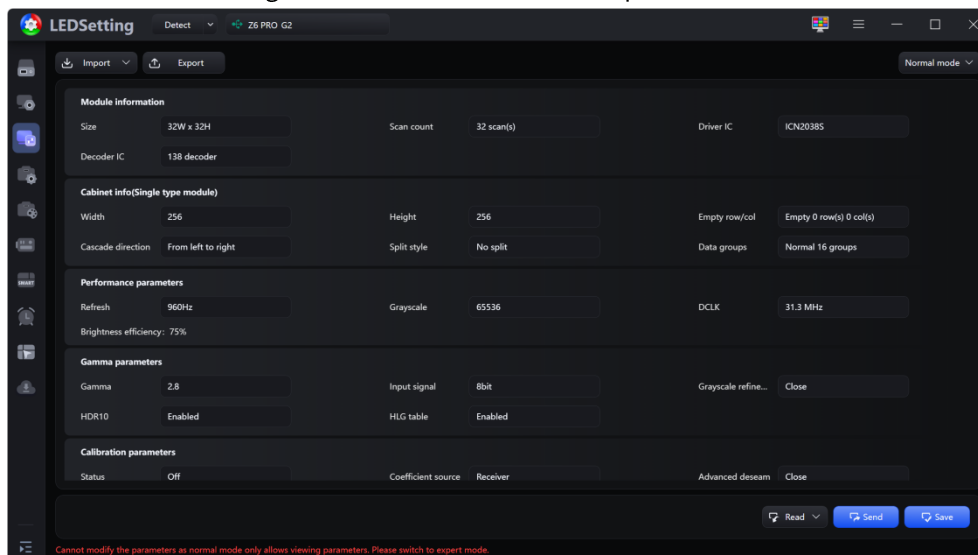 LEDSetting Detect Z6 PRO G2
Import Export Normal mode
Module information
Size 32W x 32H Scan count 32 scan(s) Driver IC ICN2038S
Decoder IC 138 decoder
Cabinet info(Single type module)
Width 256 Height 256 Empty row/col Empty 0 row(s) 0 col(s)
Cascade direction From left to right Split style No split Data groups Normal 16 groups
Performance parameters
Refresh 960Hz Grayscale 65536 DCLK 31.3 MHz
Brightness efficiency: 75%
Gamma parameters
Gamma 2.8 Input signal 8bit Grayscale refine... Close
HDR10 Enabled HLG table Enabled
Calibration parameters
Status Off Coefficient source Receiver Advanced deseam Close
Read Send Save
Cannot modify the parameters as normal mode only allows viewing parameters. Please switch to expert mode.
SMART